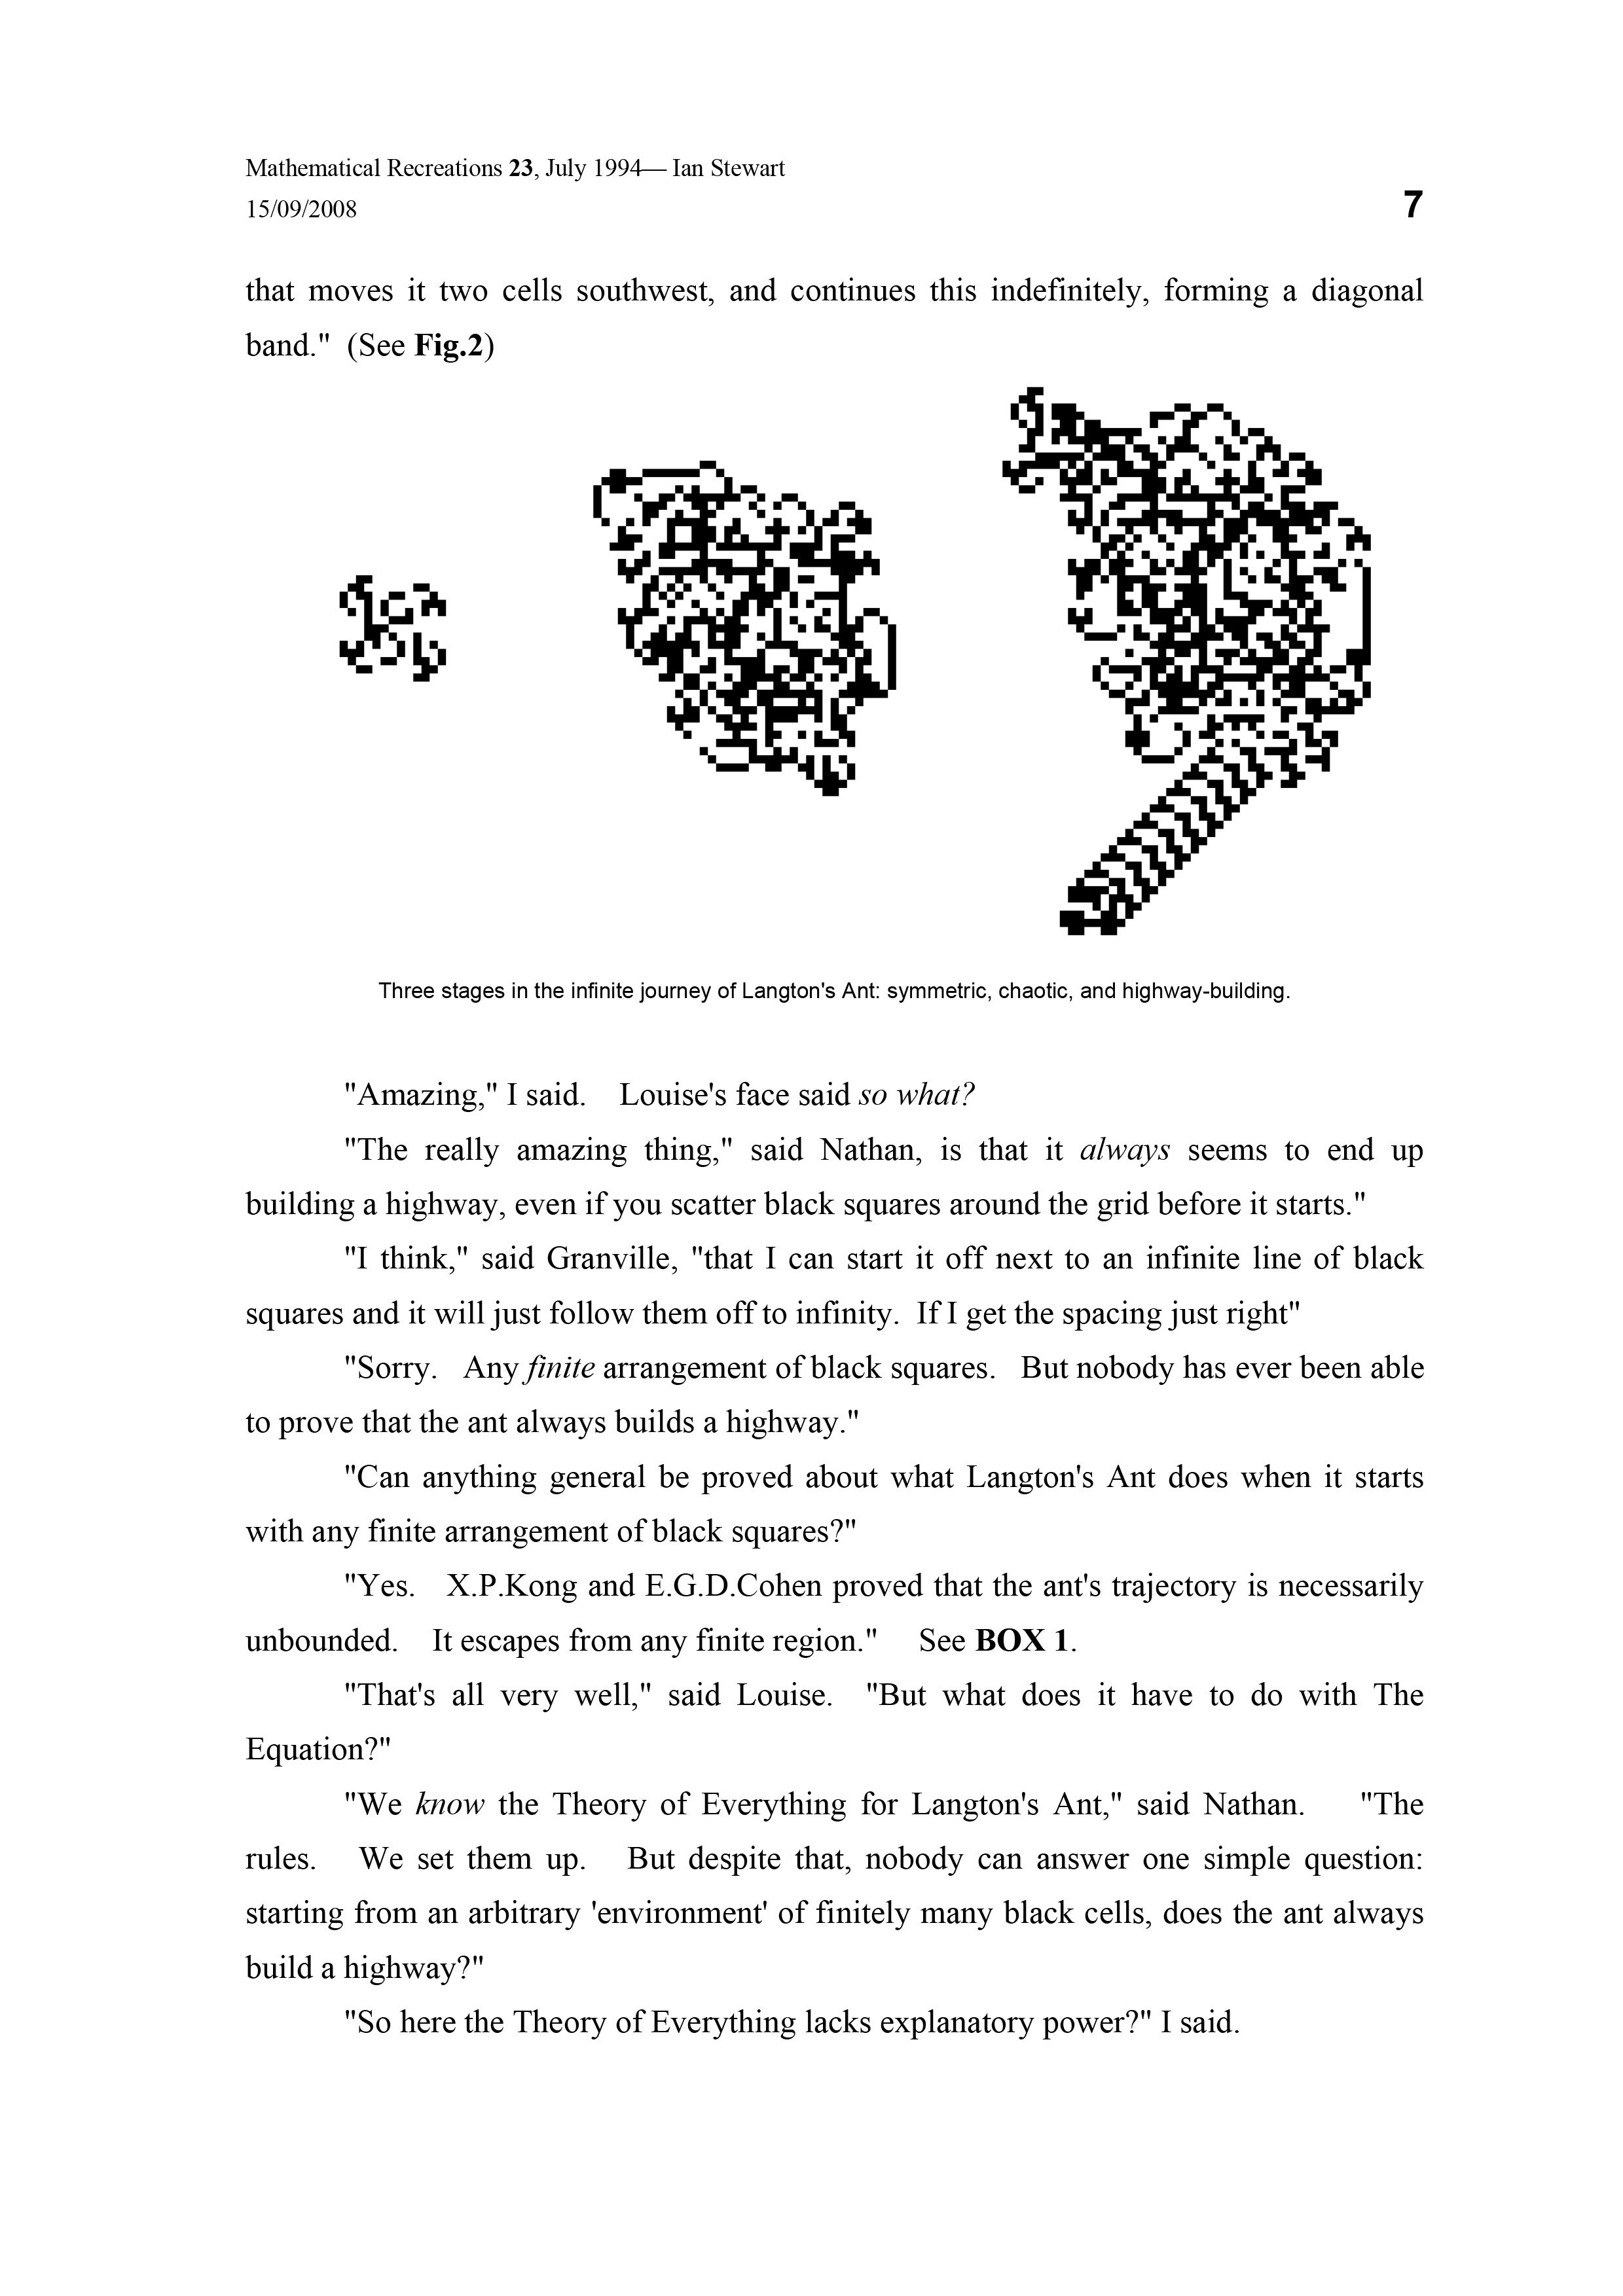 Mathematical Recreations 23, July 1994— Ian Stewart
15/09/2008
7
that moves it two cells southwest, and continues this indefinitely, forming a diagonal
band." (See Fig.2)
Three stages in the infinite journey of Langton's Ant: symmetric, chaotic, and highway-building.
"Amazing," I said. Louise's face said so what?
"The really amazing thing," said Nathan, is that it always seems to end up
building a highway, even if you scatter black squares around the grid before it starts."
"I think," said Granville, "that I can start it off next to an infinite line of black
squares and it will just follow them off to infinity. If I get the spacing just right"
"Sorry. Any finite arrangement of black squares. But nobody has ever been able
to prove that the ant always builds a highway."
"Can anything general be proved about what Langton's Ant does when it starts
with any finite arrangement of black squares?"
"Yes. X.P.Kong and E.G.D.Cohen proved that the ant's trajectory is necessarily
unbounded. It escapes from any finite region." See BOX 1.
"That's all very well," said Louise. "But what does it have to do with The
Equation?"
"We know the Theory of Everything for Langton's Ant," said Nathan. "The
rules. We set them up. But despite that, nobody can answer one simple question:
starting from an arbitrary 'environment' of finitely many black cells, does the ant always
build a highway?"
"So here the Theory of Everything lacks explanatory power?" I said.